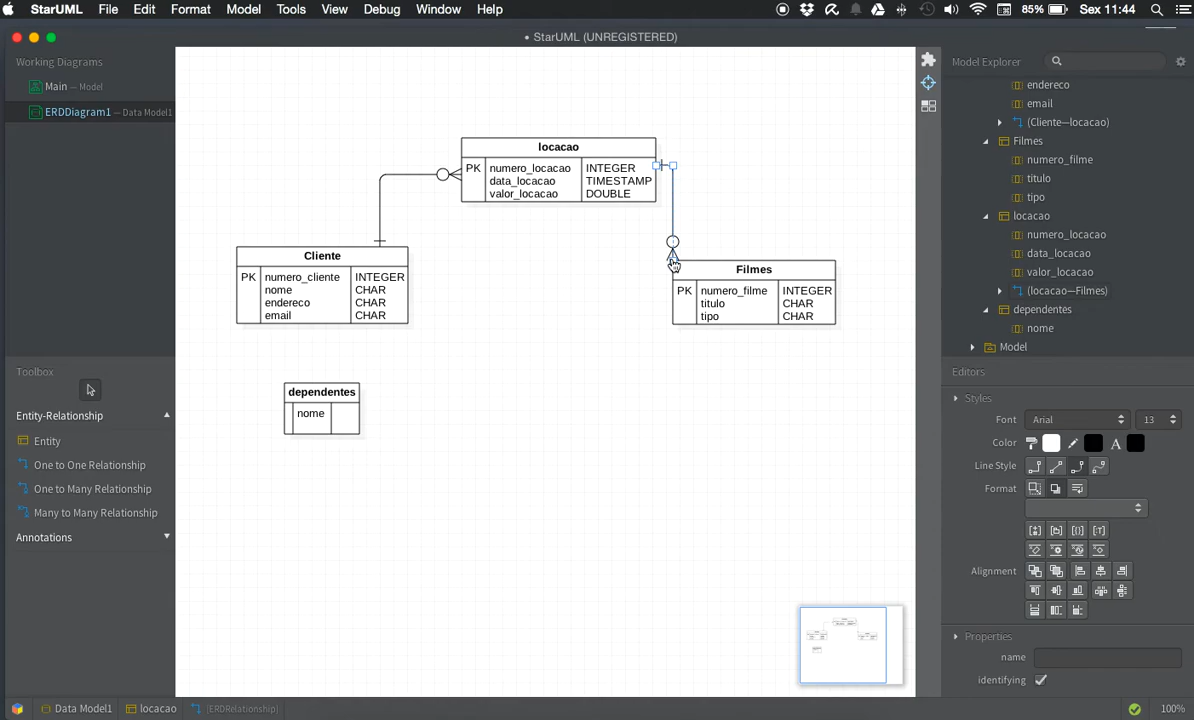 StarUML File Edit Format Model Tools View Debug Window Help 85% Sex 11:44
• StarUML (UNREGISTERED)
Working Diagrams
Main — Model
ERDDiagram1 — Data Model1
Toolbox
Entity-Relationship
Entity
One to One Relationship
One to Many Relationship
Many to Many Relationship
Annotations
locacao
PK numero_locacao INTEGER
data_locacao TIMESTAMP
valor_locacao DOUBLE
Cliente
PK numero_cliente INTEGER
nome CHAR
endereco CHAR
email CHAR
Filmes
PK numero_filme INTEGER
titulo CHAR
tipo CHAR
dependentes
nome
Model Explorer
endereco
email
(Cliente—locacao)
Filmes
numero_filme
titulo
tipo
locacao
numero_locacao
data_locacao
valor_locacao
(locacao—Filmes)
dependentes
nome
Model
Editors
Styles
Font Arial 13
Color A
Line Style
Format
Alignment
Properties
name
identifying
Data Model1 locacao [ERDRelationship] 100%